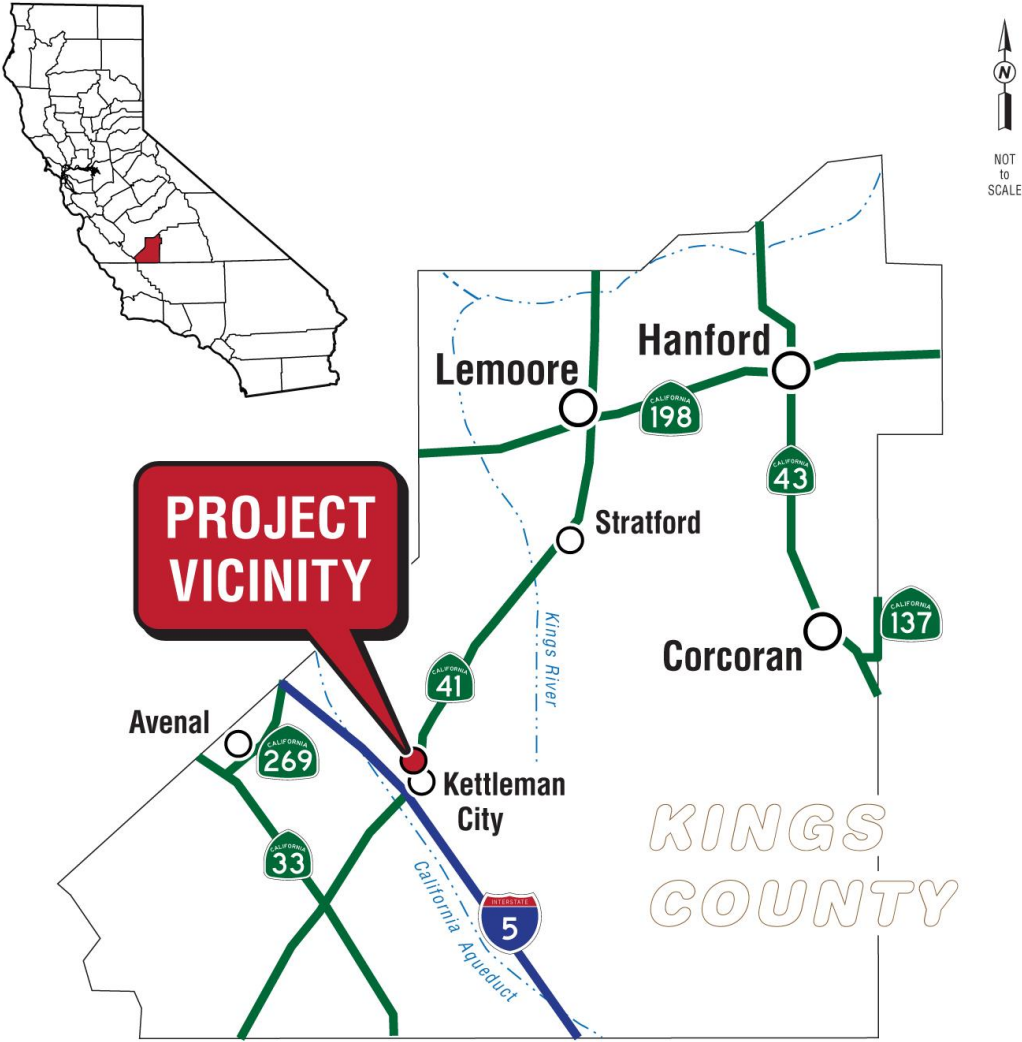 N
NOT
to
SCALE
Hanford
Lemoore
CALIFORNIA
198
CALIFORNIA
43
PROJECT
VICINITY
Stratford
CALIFORNIA
137
Kings River
Corcoran
CALIFORNIA
41
Avenal
CALIFORNIA
269
Kettleman
City
KINGS
COUNTY
CALIFORNIA
33
California Aqueduct
INTERSTATE
5